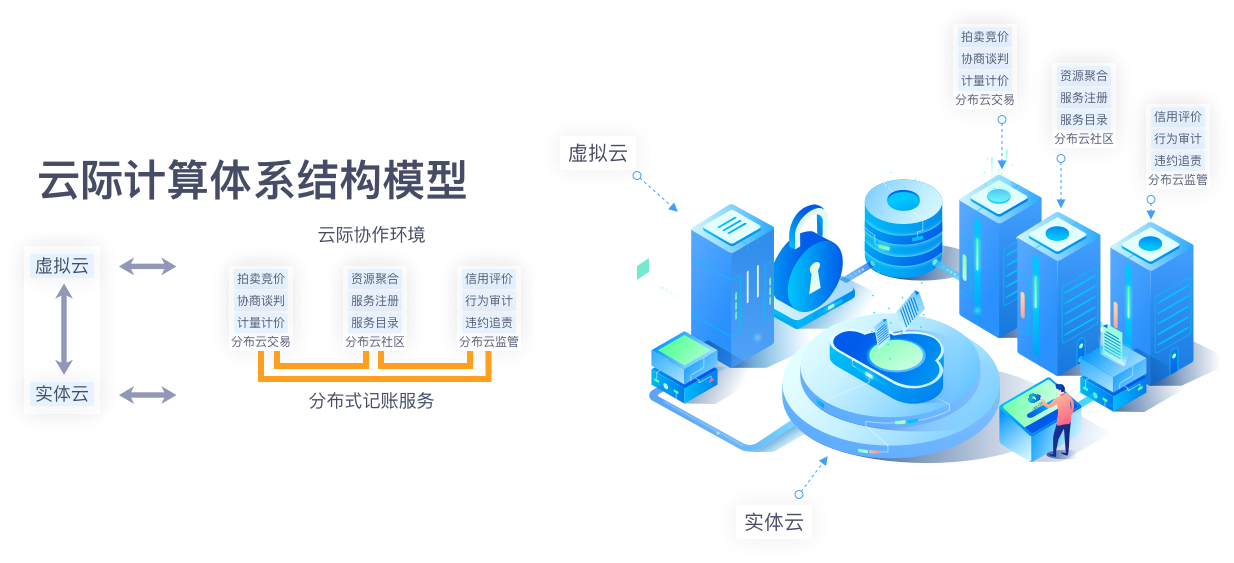 云际计算体系结构模型
云际协作环境
虚拟云
实体云
拍卖竞价
协商谈判
计量计价
分布云交易
资源聚合
服务注册
服务目录
分布云社区
信用评价
行为审计
违约追责
分布云监管
分布式记账服务
虚拟云
拍卖竞价
协商谈判
计量计价
分布云交易
资源聚合
服务注册
服务目录
分布云社区
信用评价
行为审计
违约追责
分布云监管
实体云